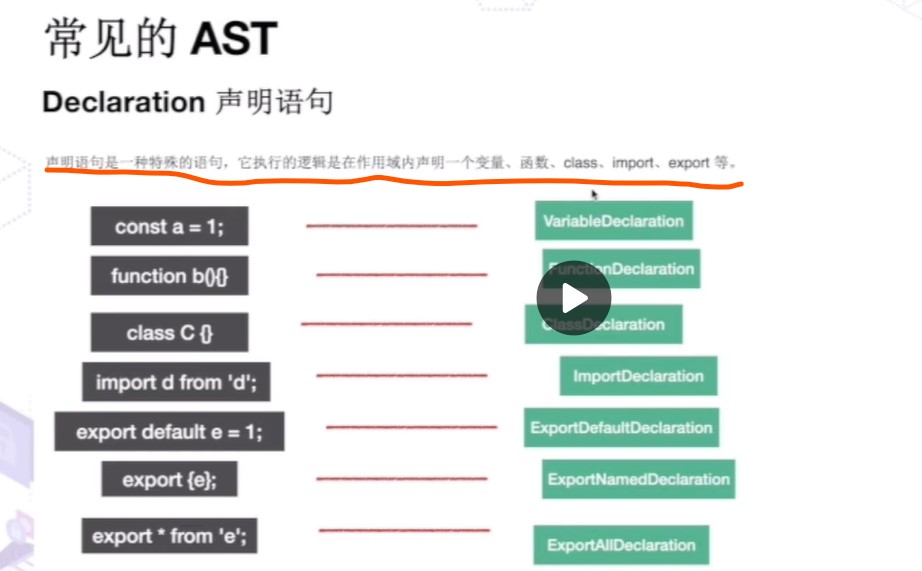 常见的 AST
Declaration 声明语句
声明语句是一种特殊的语句，它执行的逻辑是在作用域内声明一个变量、函数、class、import、export 等。
const a = 1; VariableDeclaration
function b(){} FunctionDeclaration
class C {} ClassDeclaration
import d from 'd'; ImportDeclaration
export default e = 1; ExportDefaultDeclaration
export {e}; ExportNamedDeclaration
export * from 'e'; ExportAllDeclaration